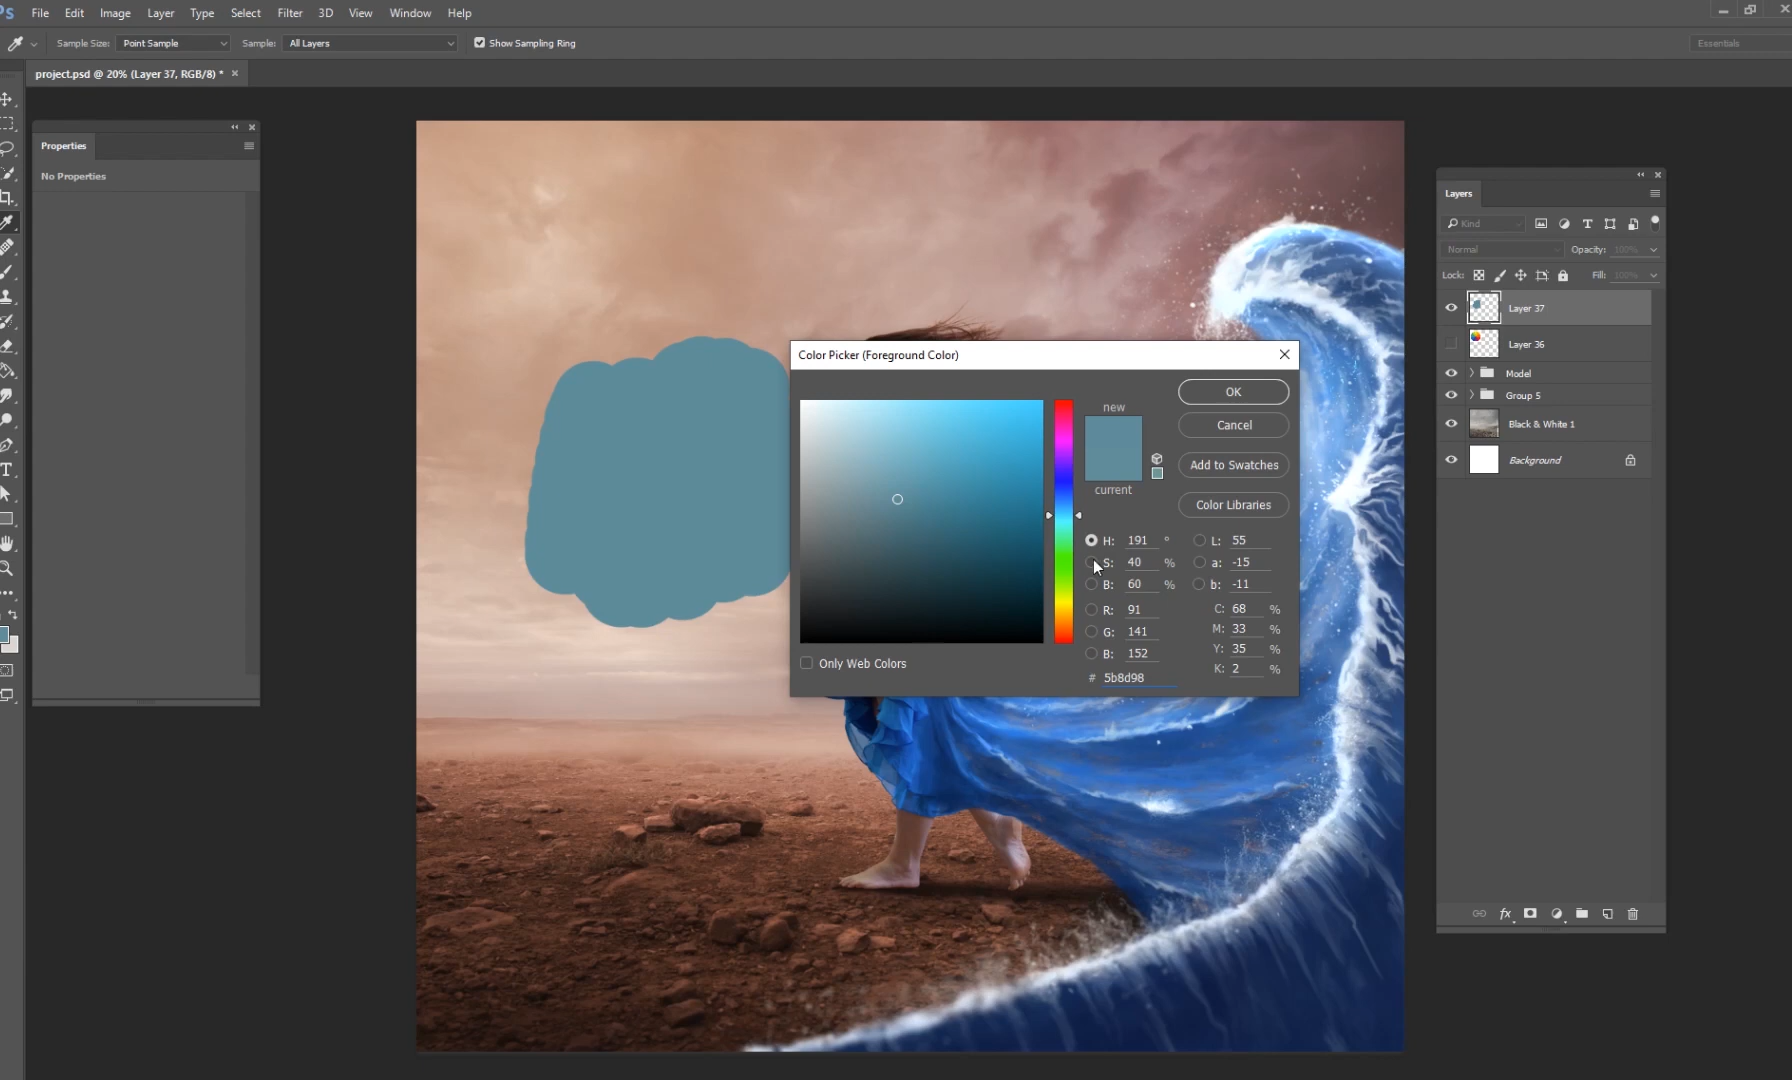 Ps File Edit Image Layer Type Select Filter 3D View Window Help
Sample Size: Point Sample Sample: All Layers Show Sampling Ring Essentials
project.psd @ 20% (Layer 37, RGB/8) *
Properties
No Properties
Layers
Kind
Normal Opacity: 100%
Lock: Fill: 100%
Layer 37
Layer 36
Model
Group 5
Black & White 1
Background
fx
Color Picker (Foreground Color)
new
current
OK
Cancel
Add to Swatches
Color Libraries
H: 191 ° L: 55
S: 40 % a: -15
B: 60 % b: -11
R: 91 C: 68 %
G: 141 M: 33 %
B: 152 Y: 35 %
# 5b8d98 K: 2 %
Only Web Colors